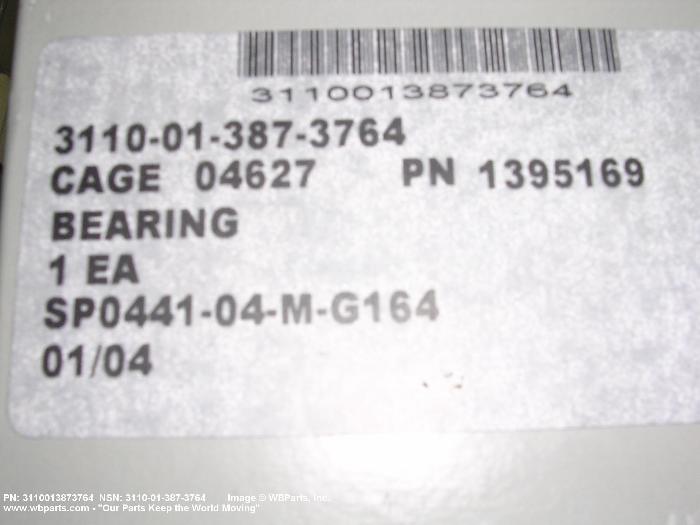 3110013873764
3110-01-387-3764
CAGE 04627 PN 1395169
BEARING
1 EA
SP0441-04-M-G164
01/04
PN: 3110013873764 NSN: 3110-01-387-3764 Image © WBParts, Inc.
www.wbparts.com - "Our Parts Keep the World Moving"